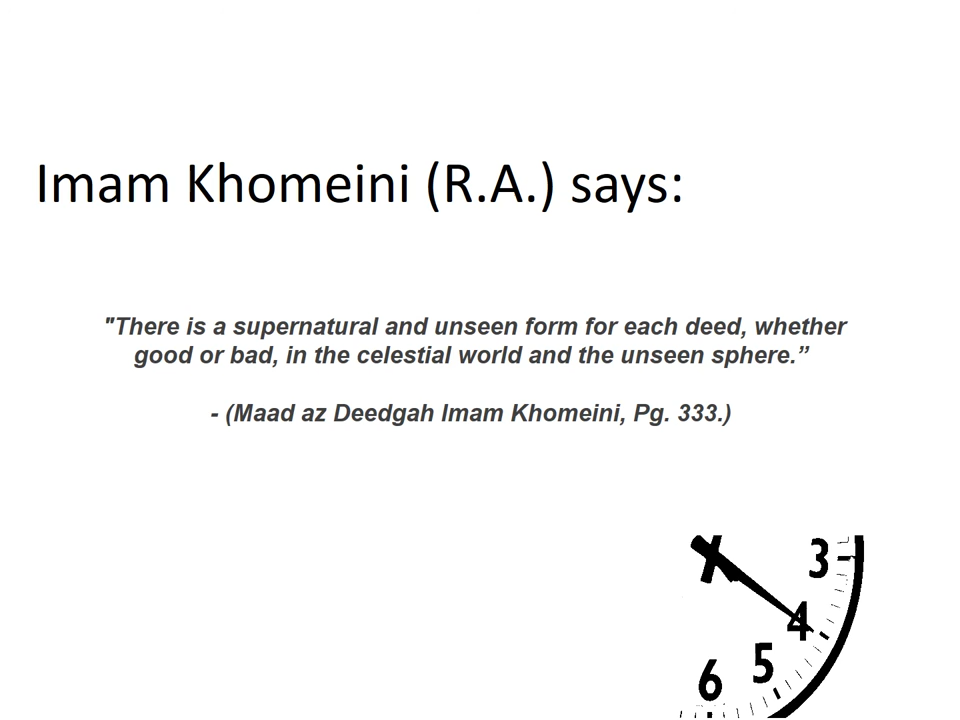 Imam Khomeini (R.A.) says:
"There is a supernatural and unseen form for each deed, whether
good or bad, in the celestial world and the unseen sphere.”
- (Maad az Deedgah Imam Khomeini, Pg. 333.)
3
4
5
6